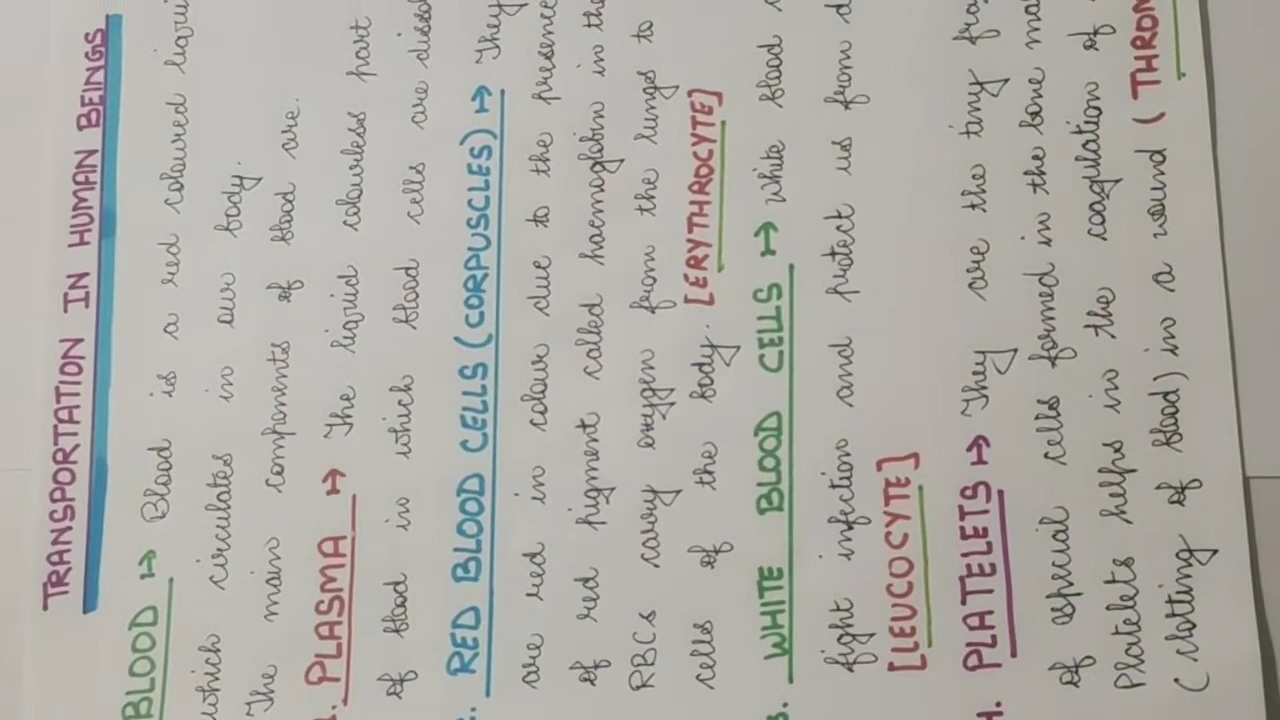 TRANSPORTATION IN HUMAN BEINGS
BLOOD ↦ Blood is a red coloured
which circulates in our body.
The main components of blood are.
1. PLASMA ↦ The liquid colourless part
of blood in which blood cells are
2. RED BLOOD CELLS (CORPUSCLES) ↦ They
are red in colour due to the presence
of red pigment called haemoglobin in the
RBCs carry oxygen from the lungs to
cells of the body. [ERYTHROCYTE]
3. WHITE BLOOD CELLS ↦ White blood
fight infection and protect us from
[LEUCOCYTE]
4. PLATELETS ↦ They are the tiny
of especial cells formed in the bone
Platelets helps in the coagulation of
(clotting of blood) in a wound (THROM